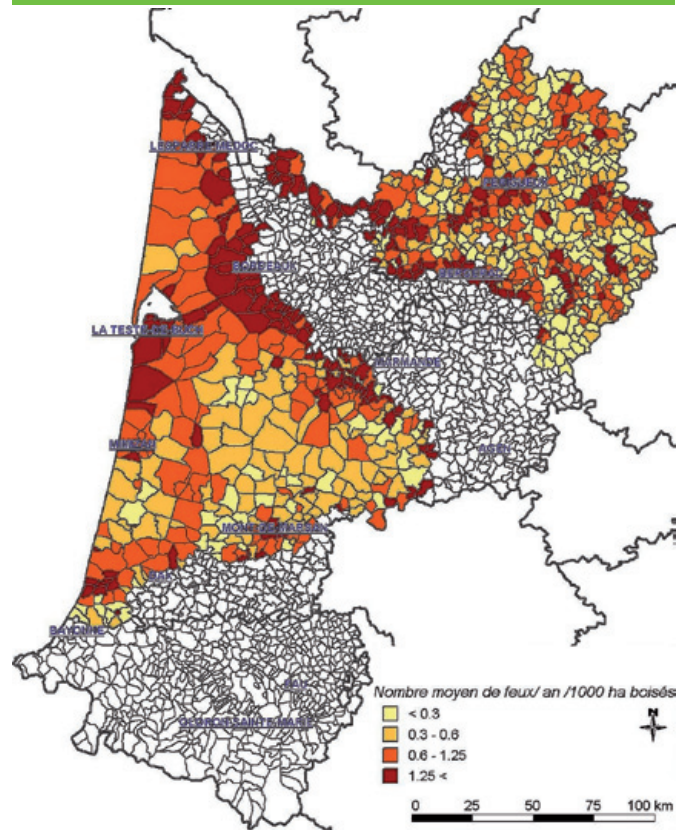 LESPARRE-MEDOC
PERIGUEUX
BORDEAUX
BERGERAC
LA TESTE-DE-BUCH
MARMANDE
MIMIZAN
AGEN
MONT-DE-MARSAN
DAX
BAYONNE
PAU
OLORON-SAINTE-MARIE
Nombre moyen de feux/ an /1000 ha boisés
< 0.3
0.3 - 0.6
0.6 - 1.25
1.25 <
N
0 25 50 75 100 km